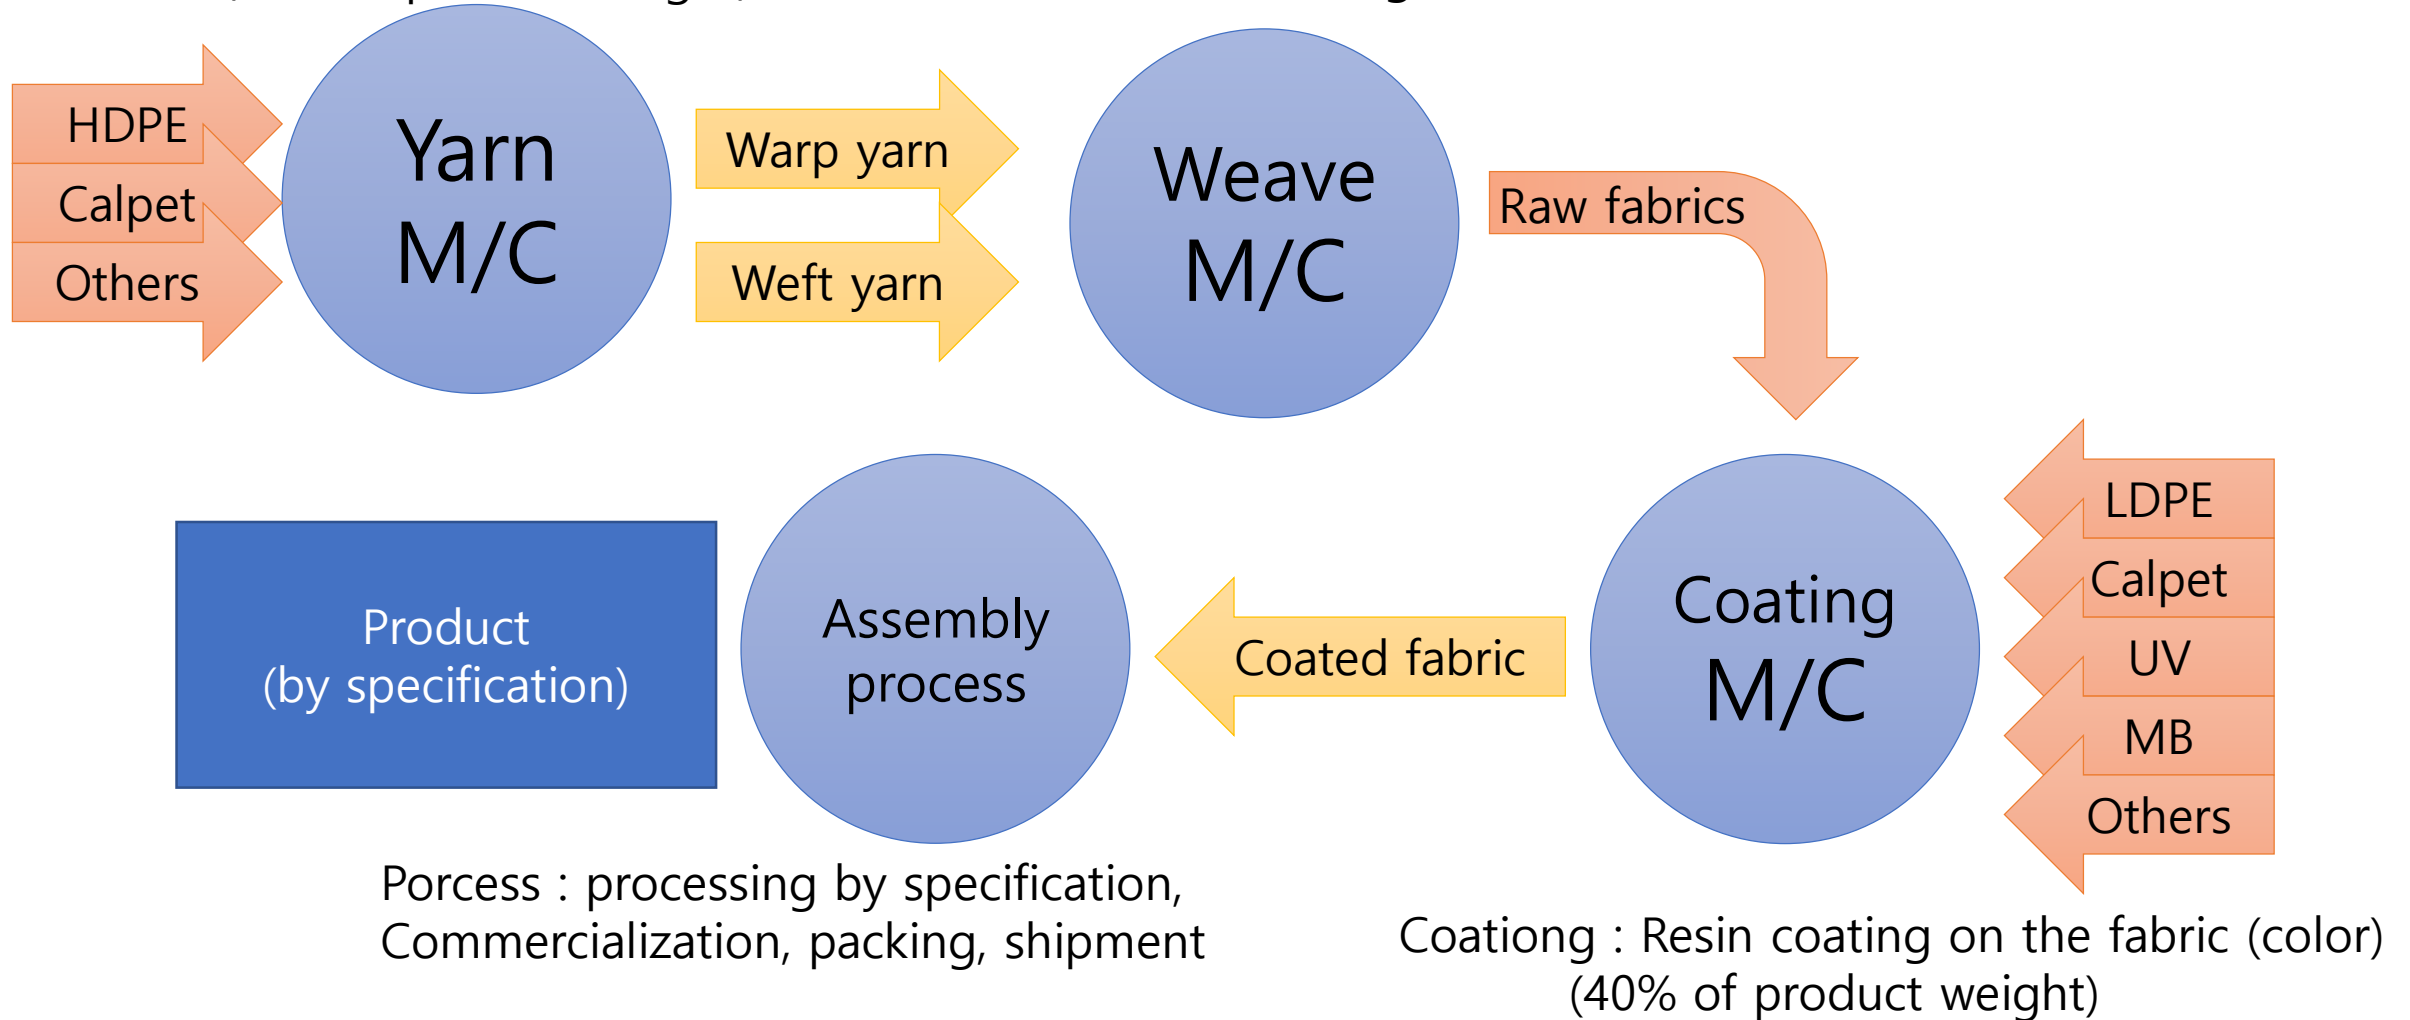 HDPE
Calpet
Others
Yarn
M/C
Warp yarn
Weft yarn
Weave
M/C
Raw fabrics
LDPE
Calpet
UV
MB
Others
Coating
M/C
Coated fabric
Assembly
process
Product
(by specification)
Porcess : processing by specification,
Commercialization, packing, shipment
Coationg : Resin coating on the fabric (color)
(40% of product weight)